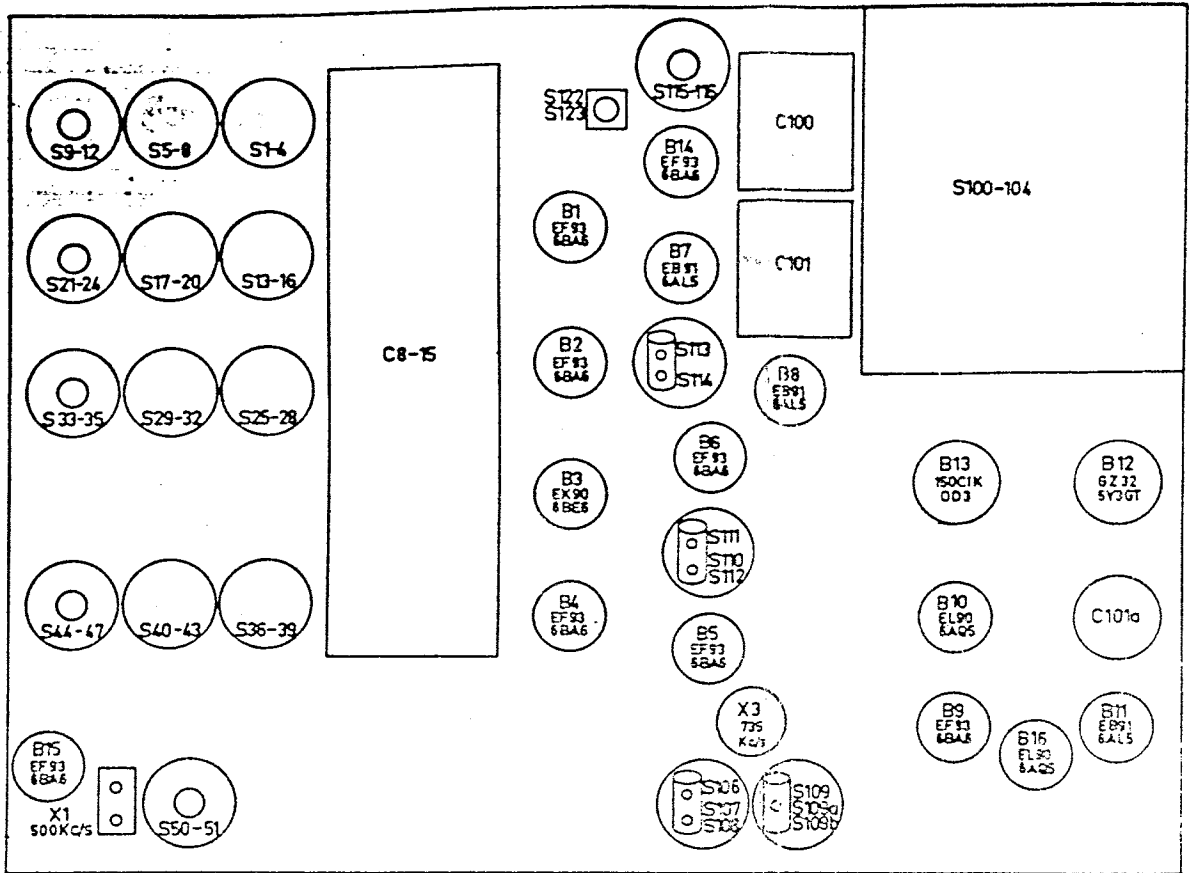 S9-12
S5-8
S1-4
S21-24
S17-20
S13-16
S33-35
S29-32
S25-28
S44-47
S40-43
S36-39
B15
EF93
6BA6
X1
500Kc/s
S50-51
C8-15
S122
S123
B1
EF93
6BA6
B2
EF93
6BA6
B3
EK90
6BE6
B4
EF93
6BA6
S115-116
B14
EF93
6BA6
B7
EB91
6AL5
S113
S114
B8
EB91
6AL5
B6
EF93
6BA6
S111
S110
S112
B5
EF93
6BA6
X3
735
Kc/s
S106
S107
S108
S109
S109a
S109b
C100
C101
S100-104
B13
150C1K
OD3
B12
GZ32
5Y3GT
B10
EL90
6AQ5
C101a
B9
EF93
6BA6
B16
EL90
6AQ5
B11
EB91
6AL5